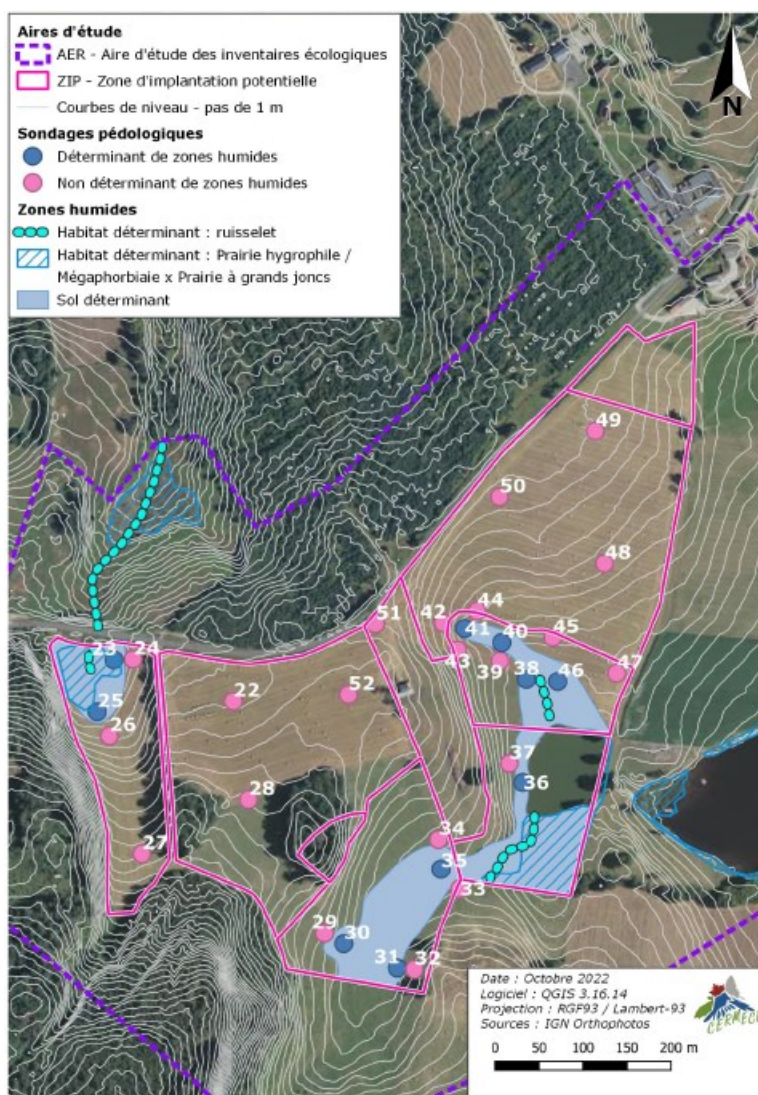 Aires d'étude
AER - Aire d'étude des inventaires écologiques
ZIP - Zone d'implantation potentielle
Courbes de niveau - pas de 1 m
Sondages pédologiques
Déterminant de zones humides
Non déterminant de zones humides
Zones humides
Habitat déterminant : ruisselet
Habitat déterminant : Prairie hygrophile /
Mégaphorbiaie x Prairie à grands joncs
Sol déterminant
N
49
50
48
44
51
42
41
40
45
43
39
47
23
24
38
46
22
52
25
26
37
36
28
34
27
35
33
29
30
31
32
Date : Octobre 2022
Logiciel : QGIS 3.16.14
Projection : RGF93 / Lambert-93
Sources : IGN Orthophotos
CERMECO
0 50 100 150 200 m